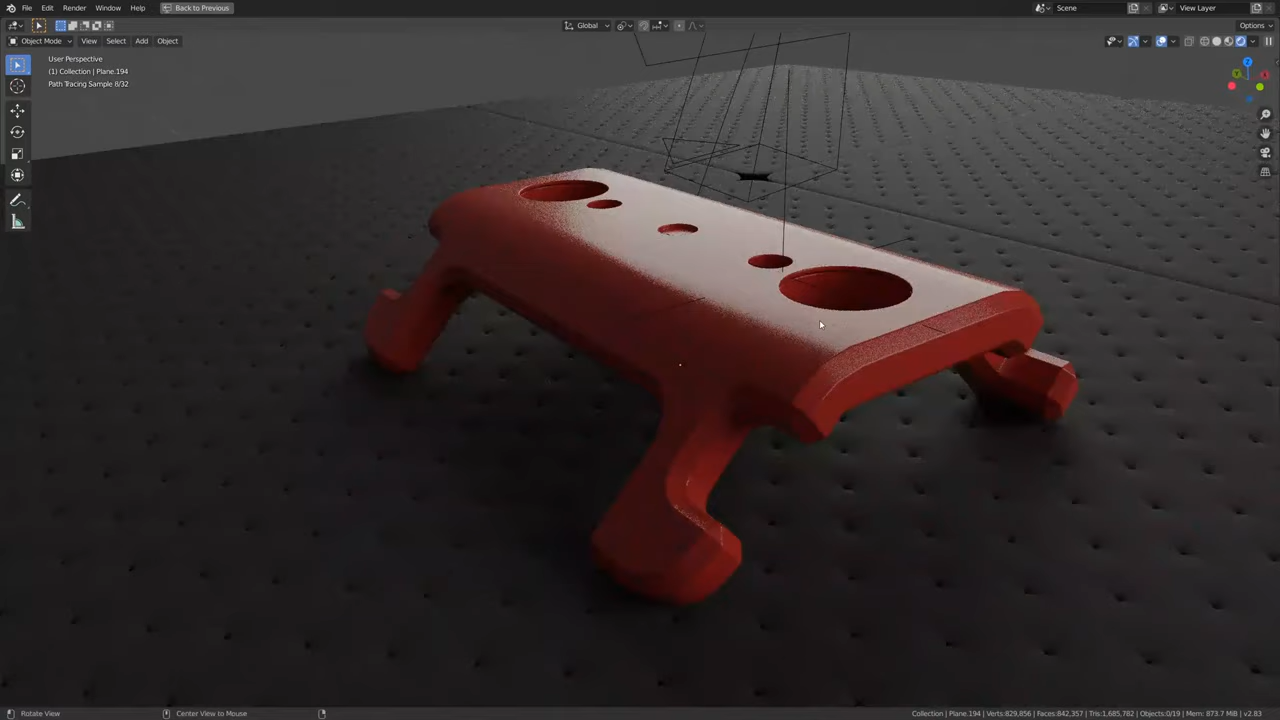 File Edit Render Window Help Back to Previous Scene View Layer
Global Options
Object Mode View Select Add Object
User Perspective
(1) Collection | Plane.194
Path Tracing Sample 8/32
Rotate View Center View to Mouse Collection | Plane.194 | Verts:829,856 | Faces:842,357 | Tris:1,685,782 | Objects:0/19 | Mem: 873.7 MiB | v2.83